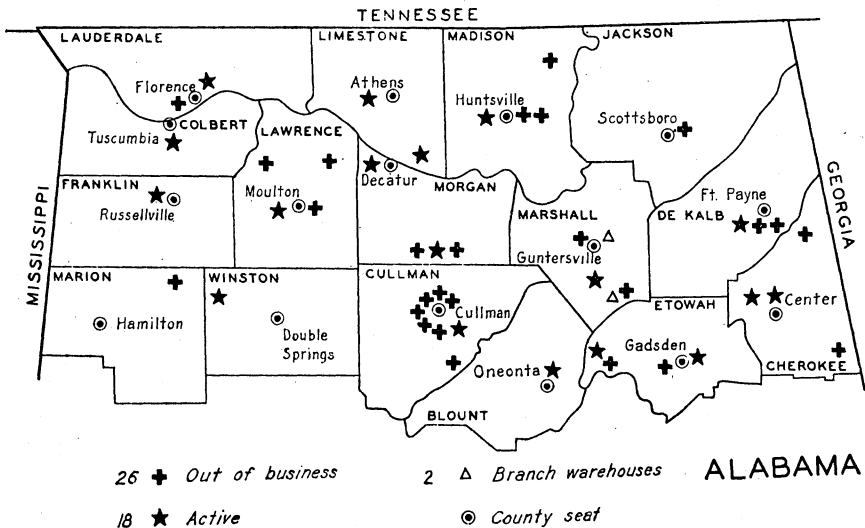 TENNESSEE
LAUDERDALE
LIMESTONE
MADISON
JACKSON
Florence
Athens
Huntsville
Scottsboro
COLBERT
Tuscumbia
LAWRENCE
Decatur
MORGAN
FRANKLIN
Russellville
Moulton
MARSHALL
Guntersville
Ft. Payne
DE KALB
GEORGIA
MISSISSIPPI
MARION
WINSTON
CULLMAN
ETOWAH
Hamilton
Double
Springs
Cullman
Gadsden
Center
Oneonta
CHEROKEE
BLOUNT
26 Out of business
2 Branch warehouses
ALABAMA
18 Active
County seat